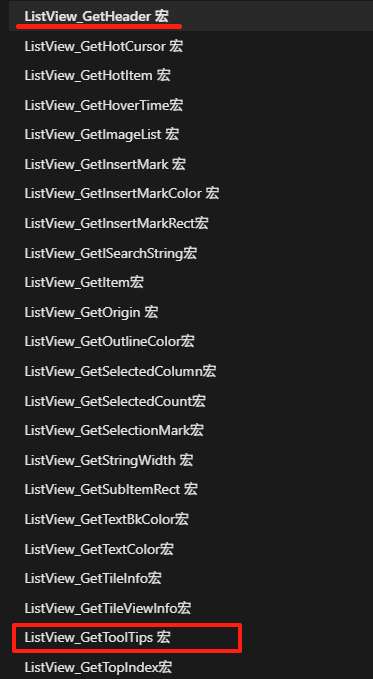 ListView_GetHeader 宏
ListView_GetHotCursor 宏
ListView_GetHotItem 宏
ListView_GetHoverTime宏
ListView_GetImageList 宏
ListView_GetInsertMark 宏
ListView_GetInsertMarkColor 宏
ListView_GetInsertMarkRect宏
ListView_GetISearchString宏
ListView_GetItem宏
ListView_GetOrigin 宏
ListView_GetOutlineColor宏
ListView_GetSelectedColumn宏
ListView_GetSelectedCount宏
ListView_GetSelectionMark宏
ListView_GetStringWidth 宏
ListView_GetSubItemRect 宏
ListView_GetTextBkColor宏
ListView_GetTextColor宏
ListView_GetTileInfo宏
ListView_GetTileViewInfo宏
ListView_GetToolTips 宏
ListView_GetTopIndex宏